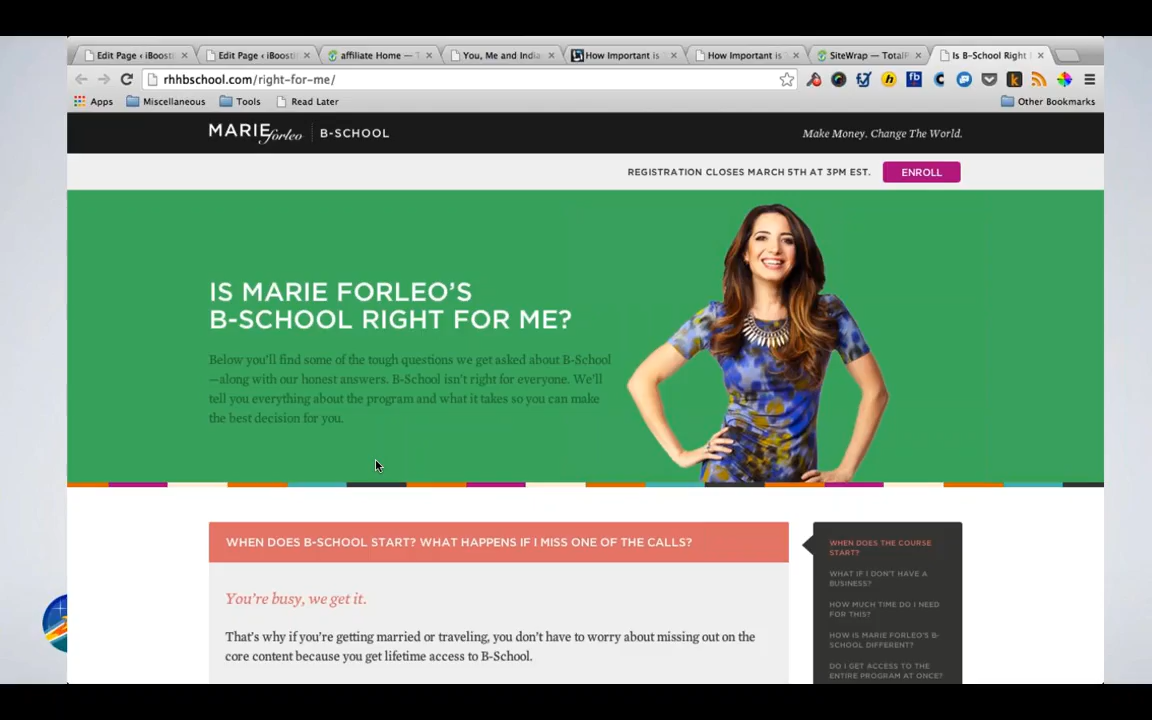 Edit Page ‹ iBoosti
Edit Page ‹ iBoosti
affiliate Home — T
You, Me and India
How Important is
How Important is
SiteWrap — TotalP
Is B-School Right
rhhbschool.com/right-for-me/
Apps
Miscellaneous
Tools
Read Later
Other Bookmarks
MARIE forleo B-SCHOOL
Make Money. Change The World.
REGISTRATION CLOSES MARCH 5TH AT 3PM EST.
ENROLL
IS MARIE FORLEO'S
B-SCHOOL RIGHT FOR ME?
Below you'll find some of the tough questions we get asked about B-School
—along with our honest answers. B-School isn't right for everyone. We'll
tell you everything about the program and what it takes so you can make
the best decision for you.
WHEN DOES B-SCHOOL START? WHAT HAPPENS IF I MISS ONE OF THE CALLS?
You're busy, we get it.
That's why if you're getting married or traveling, you don't have to worry about missing out on the
core content because you get lifetime access to B-School.
WHEN DOES THE COURSE
START?
WHAT IF I DON'T HAVE A
BUSINESS?
HOW MUCH TIME DO I NEED
FOR THIS?
HOW IS MARIE FORLEO'S B-
SCHOOL DIFFERENT?
DO I GET ACCESS TO THE
ENTIRE PROGRAM AT ONCE?